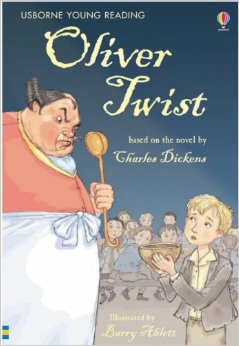 USBORNE YOUNG READING
Oliver
Twist
based on the novel by
Charles Dickens
Illustrated by
Barry Ablett